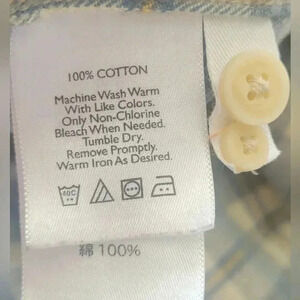 100% COTTON
Machine Wash Warm
With Like Colors.
Only Non-Chlorine
Bleach When Needed.
Tumble Dry.
Remove Promptly.
Warm Iron As Desired.
40C
綿 100%